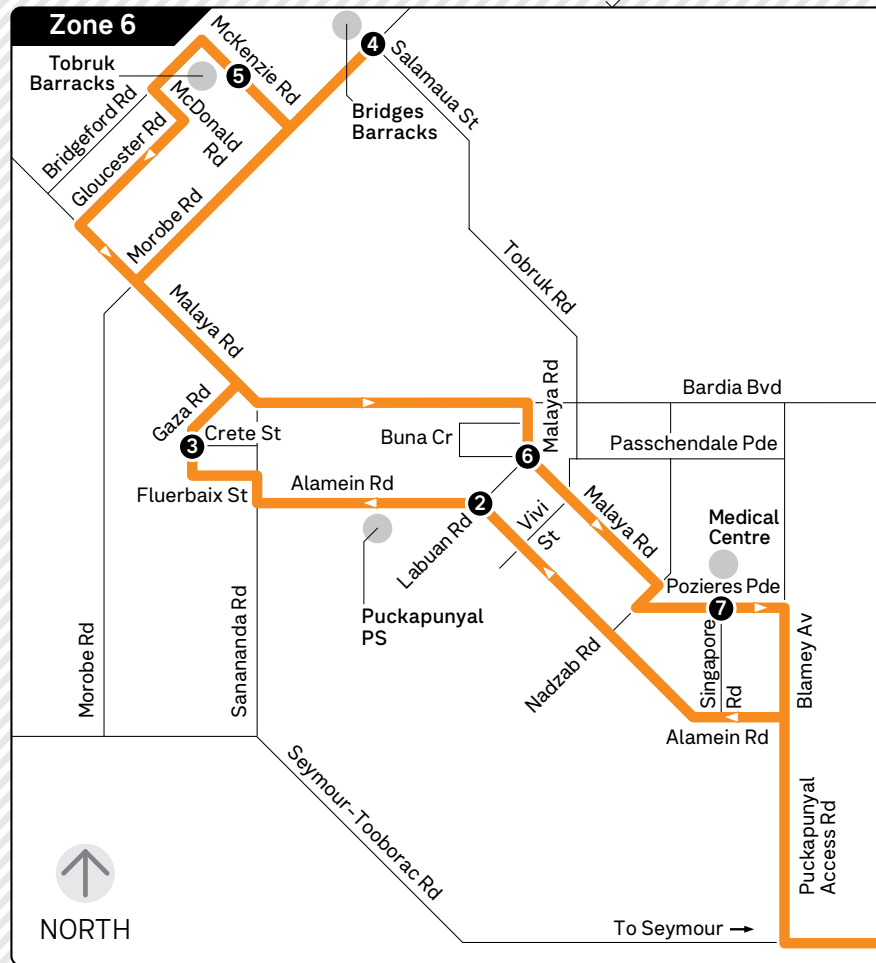 Zone 6
McKenzie Rd
4
Salamaua St
Tobruk
Barracks
5
Bridges
Barracks
Bridgeford Rd
McDonald
Rd
Gloucester Rd
Morobe Rd
Tobruk Rd
Malaya Rd
Malaya Rd
Bardia Bvd
Gaza Rd
Crete St
3
Buna Cr
6
Passchendale Pde
Fluerbaix St
Alamein Rd
2
Malaya Rd
Vivi
St
Labuan Rd
Medical
Centre
Pozieres Pde
7
Puckapunyal
PS
Morobe Rd
Sanananda Rd
Nadzab Rd
Singapore
Rd
Blamey Av
Alamein Rd
Seymour-Tooborac Rd
Puckapunyal
Access Rd
NORTH
To Seymour →